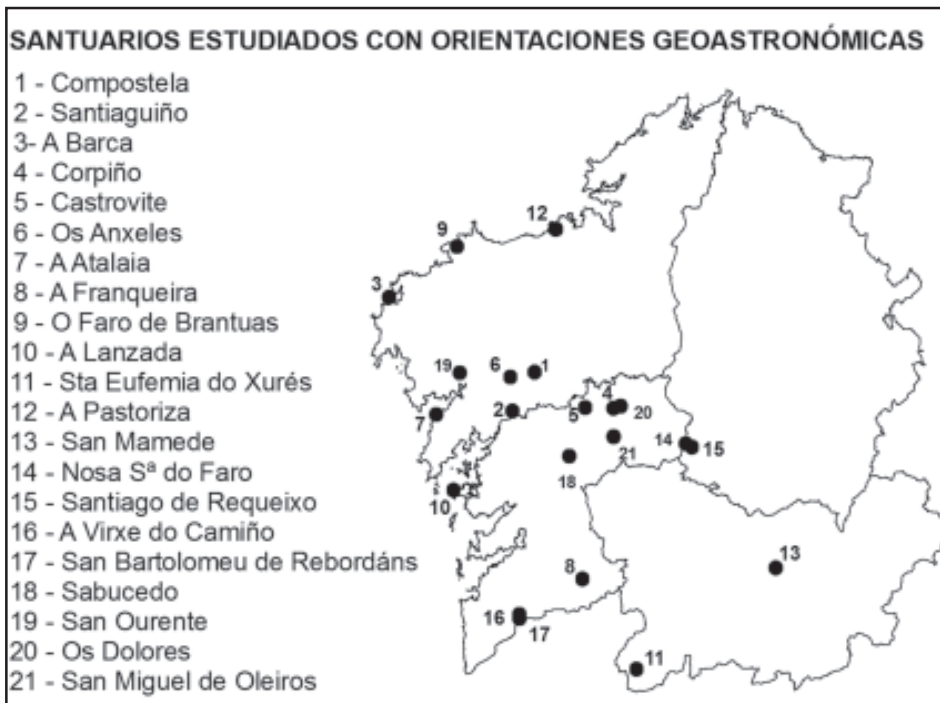 SANTUARIOS ESTUDIADOS CON ORIENTACIONES GEOASTRONÓMICAS
1 - Compostela
2 - Santiaguiño
3- A Barca
4 - Corpiño
5 - Castrovite
6 - Os Anxeles
7 - A Atalaia
8 - A Franqueira
9 - O Faro de Brantuas
10 - A Lanzada
11 - Sta Eufemia do Xurés
12 - A Pastoriza
13 - San Mamede
14 - Nosa Sª do Faro
15 - Santiago de Requeixo
16 - A Virxe do Camiño
17 - San Bartolomeu de Rebordáns
18 - Sabucedo
19 - San Ourente
20 - Os Dolores
21 - San Miguel de Oleiros
12
9
3
19
6
1
7
2
5
4
20
21
14
15
18
10
8
13
16
17
11